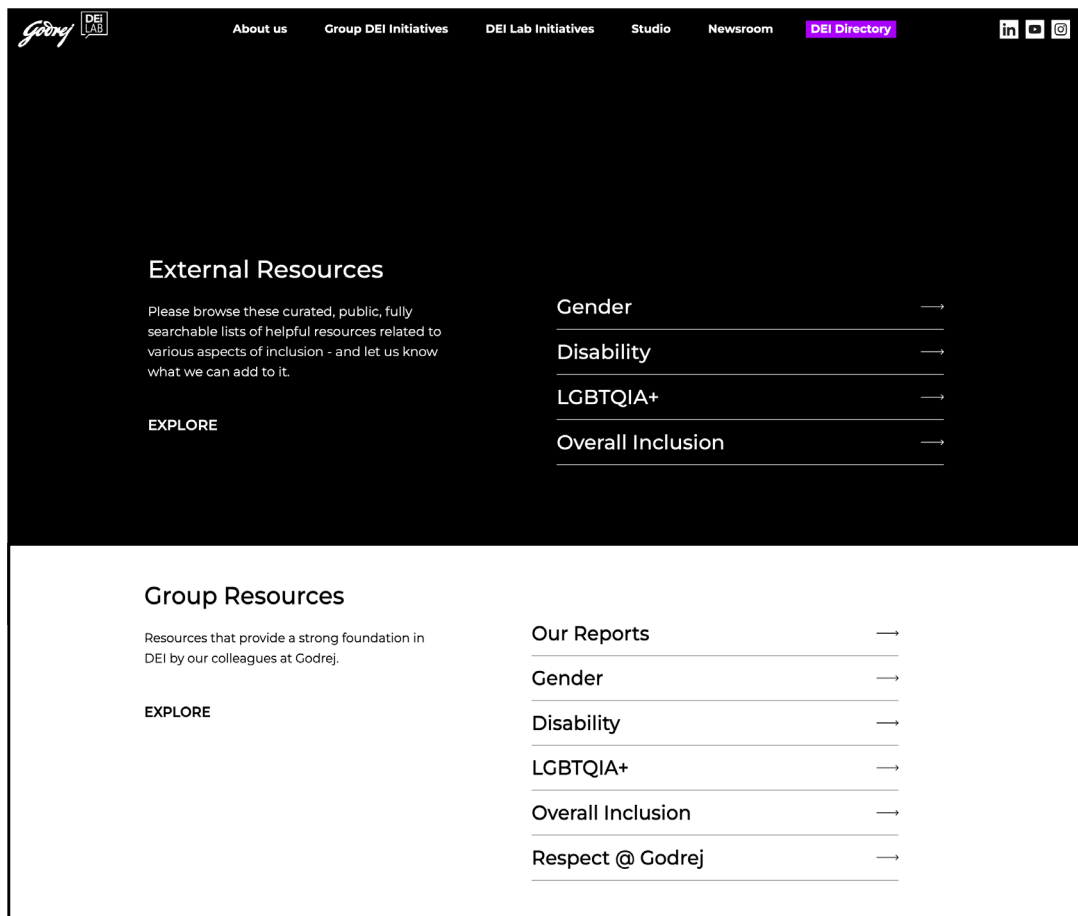 Godrej DEi LAB
About us Group DEI Initiatives DEI Lab Initiatives Studio Newsroom DEI Directory in
External Resources
Please browse these curated, public, fully
searchable lists of helpful resources related to
various aspects of inclusion - and let us know
what we can add to it.
EXPLORE
Gender
Disability
LGBTQIA+
Overall Inclusion
Group Resources
Resources that provide a strong foundation in
DEI by our colleagues at Godrej.
EXPLORE
Our Reports
Gender
Disability
LGBTQIA+
Overall Inclusion
Respect @ Godrej